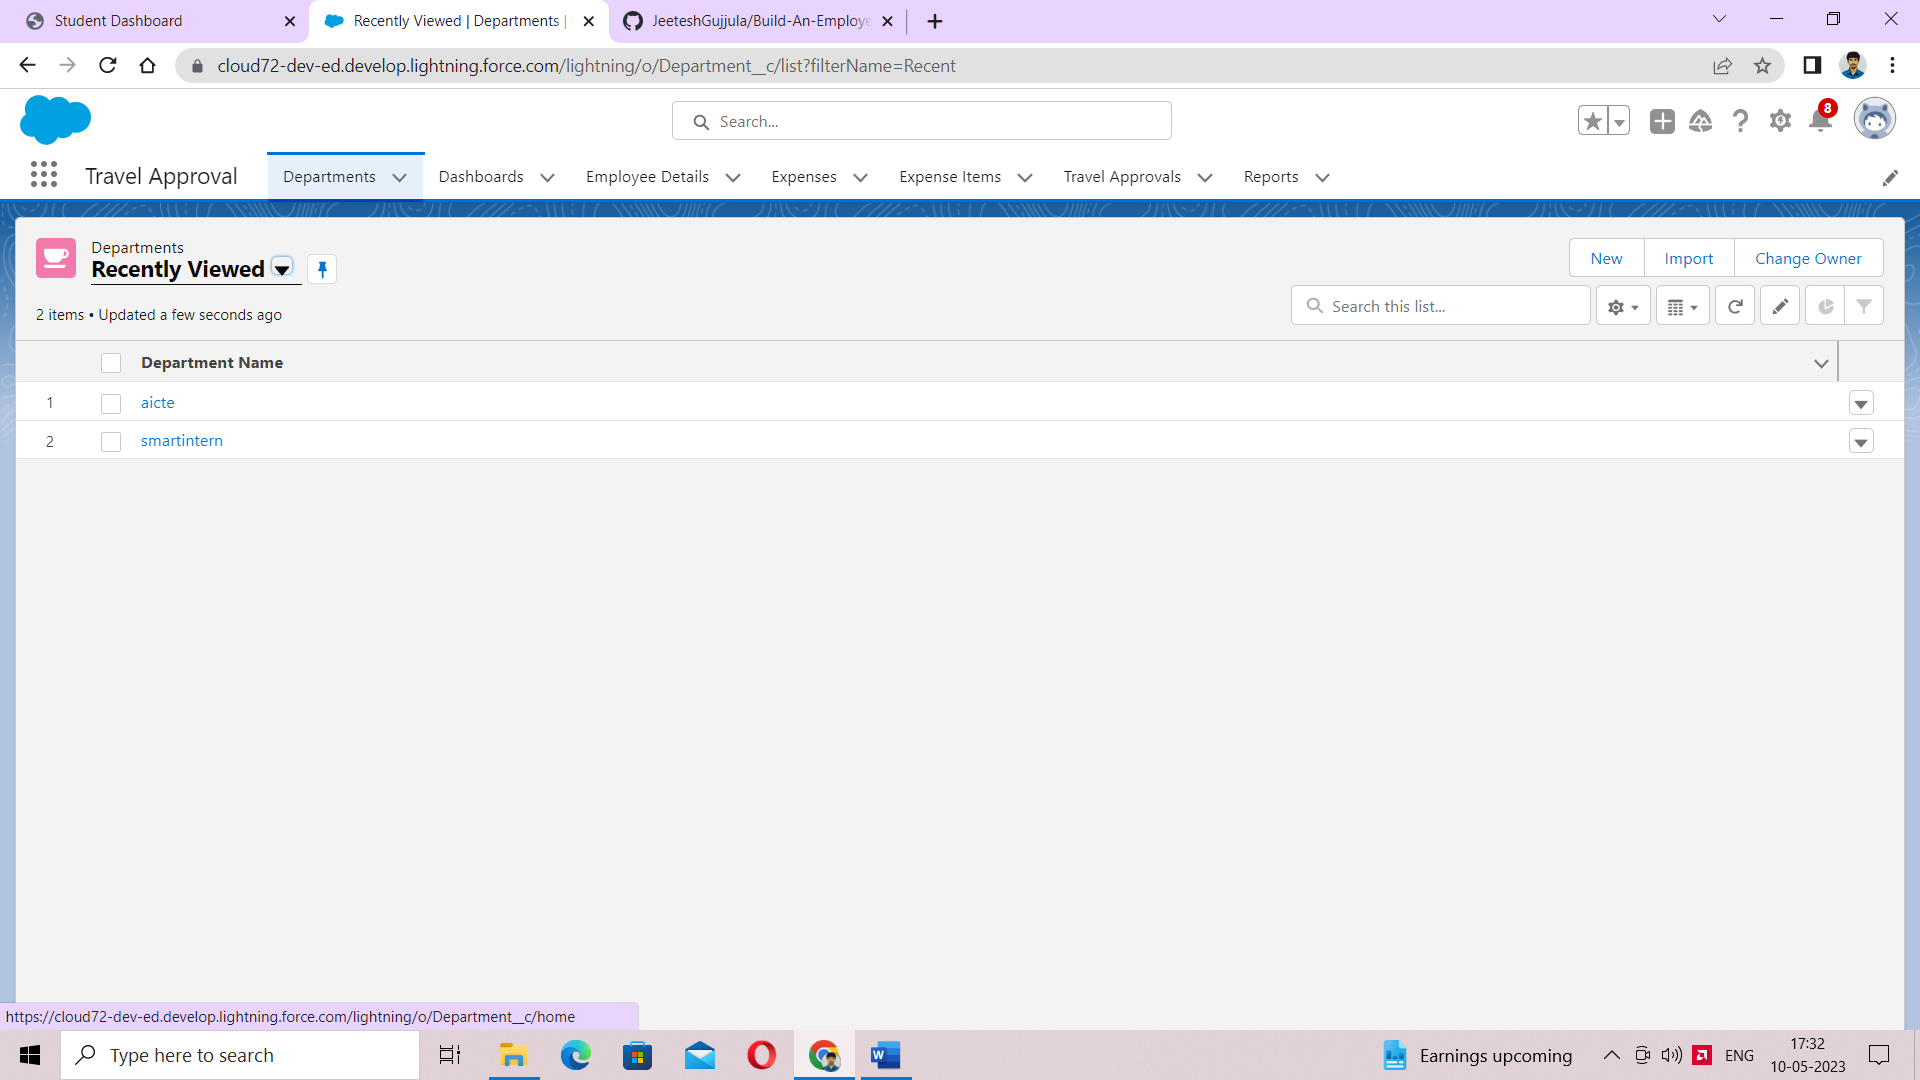 Student Dashboard
Recently Viewed | Departments |
JeeteshGujjula/Build-An-Employe
cloud72-dev-ed.develop.lightning.force.com/lightning/o/Department__c/list?filterName=Recent
Search...
8
Travel Approval
Departments
Dashboards
Employee Details
Expenses
Expense Items
Travel Approvals
Reports
Departments
Recently Viewed
New
Import
Change Owner
2 items • Updated a few seconds ago
Search this list...
Department Name
1 aicte
2 smartintern
https://cloud72-dev-ed.develop.lightning.force.com/lightning/o/Department__c/home
Type here to search
Earnings upcoming
ENG
17:32
10-05-2023